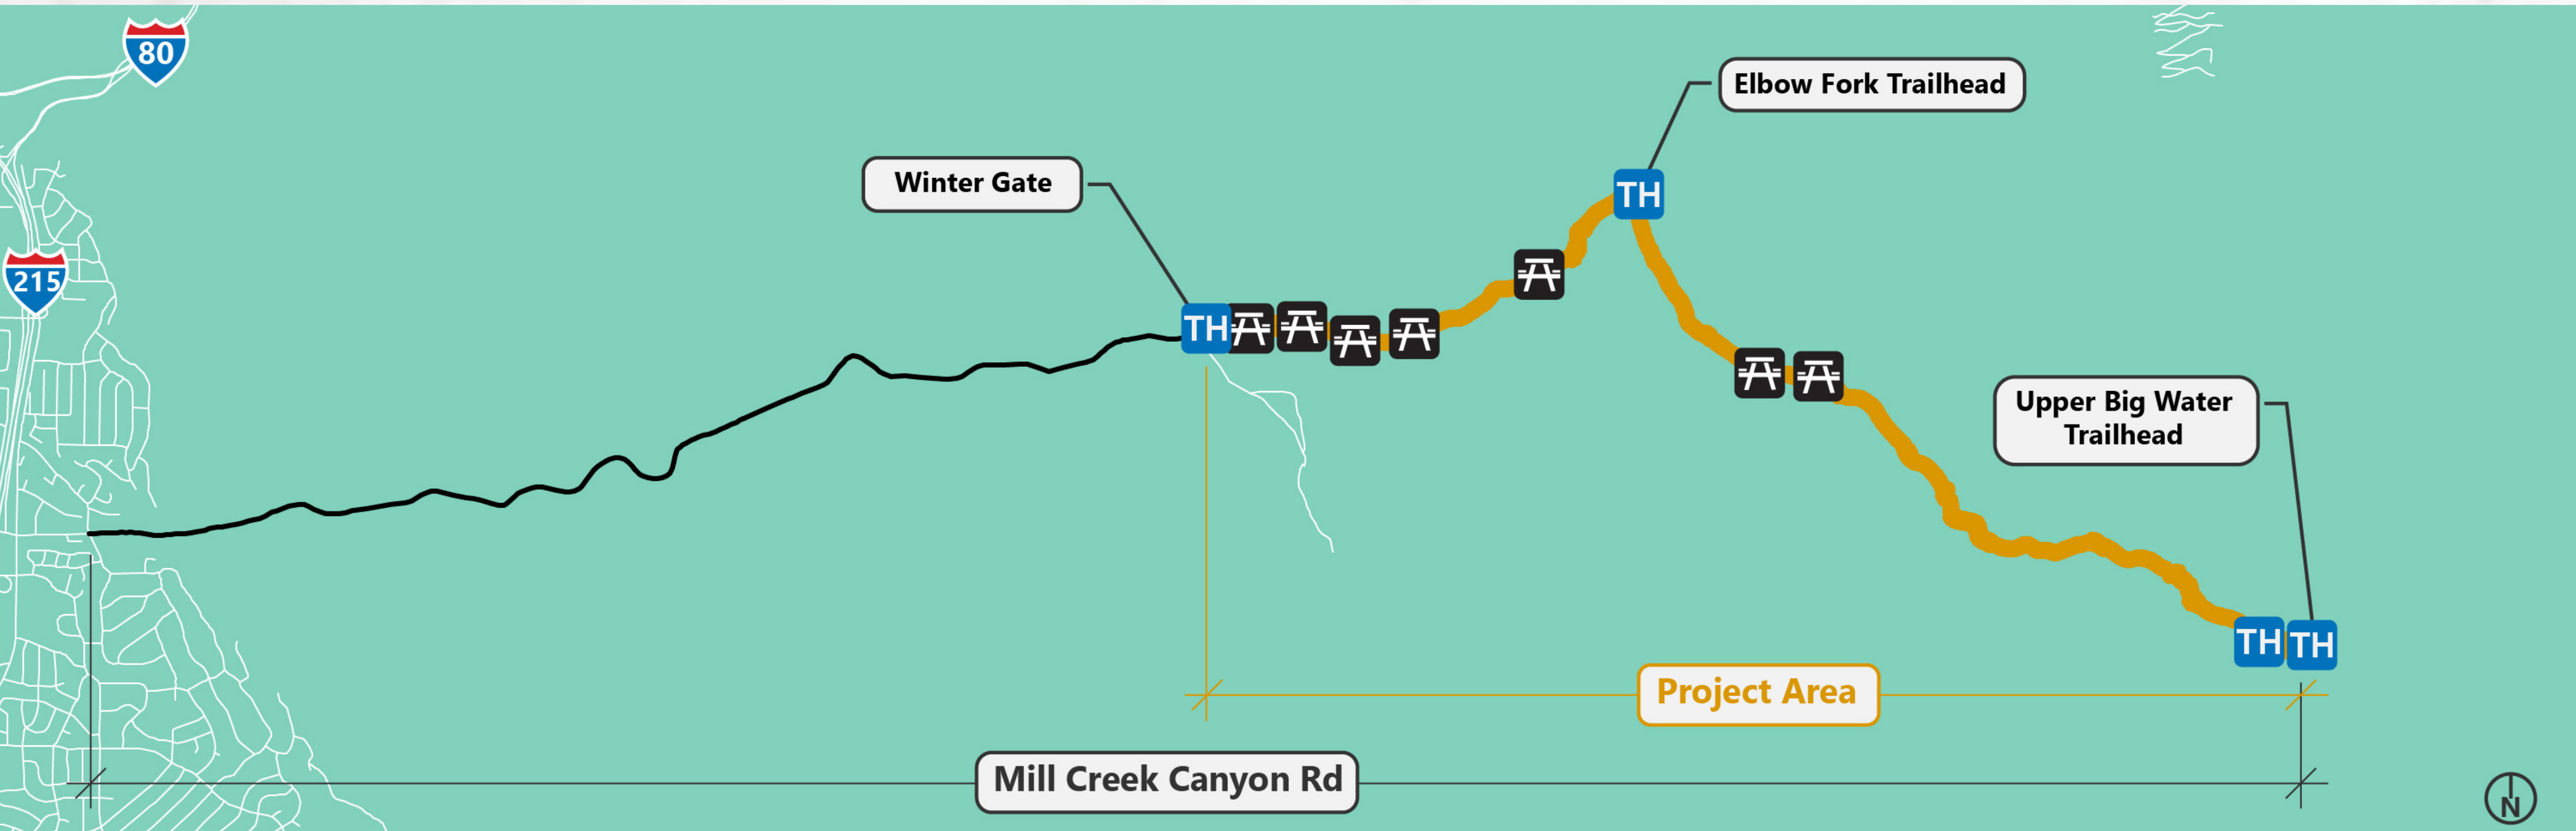 80
Elbow Fork Trailhead
Winter Gate
TH
215
TH
Upper Big Water
Trailhead
TH
TH
Project Area
Mill Creek Canyon Rd
N